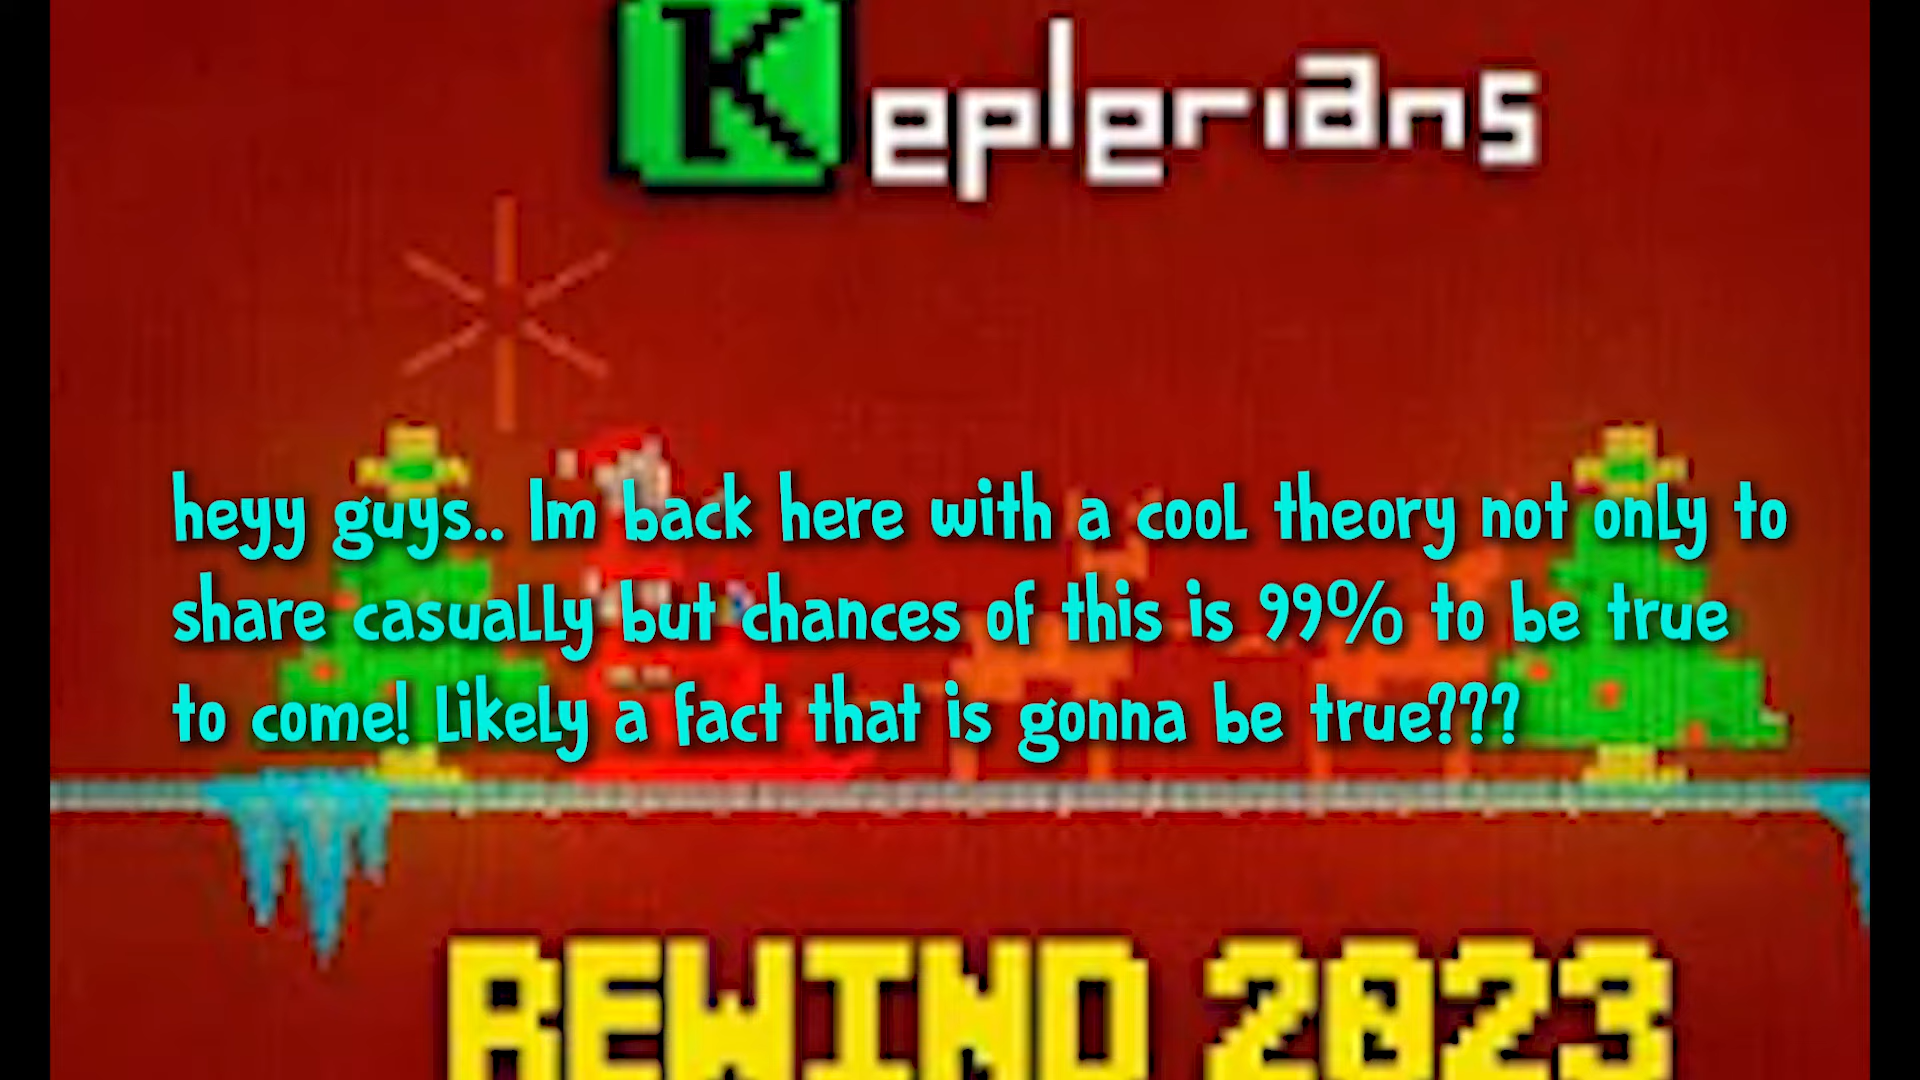 Keplerians
heyy guys.. Im back here with a cool theory not only to
share casually but chances of this is 99% to be true
to come! Likely a fact that is gonna be true???
REWIND 2023